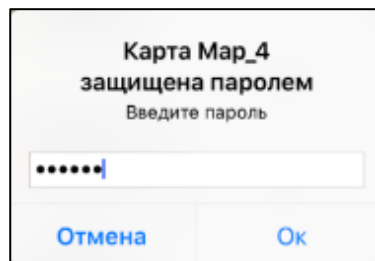 Карта Map_4
защищена паролем
Введите пароль
••••••
Отмена Ок